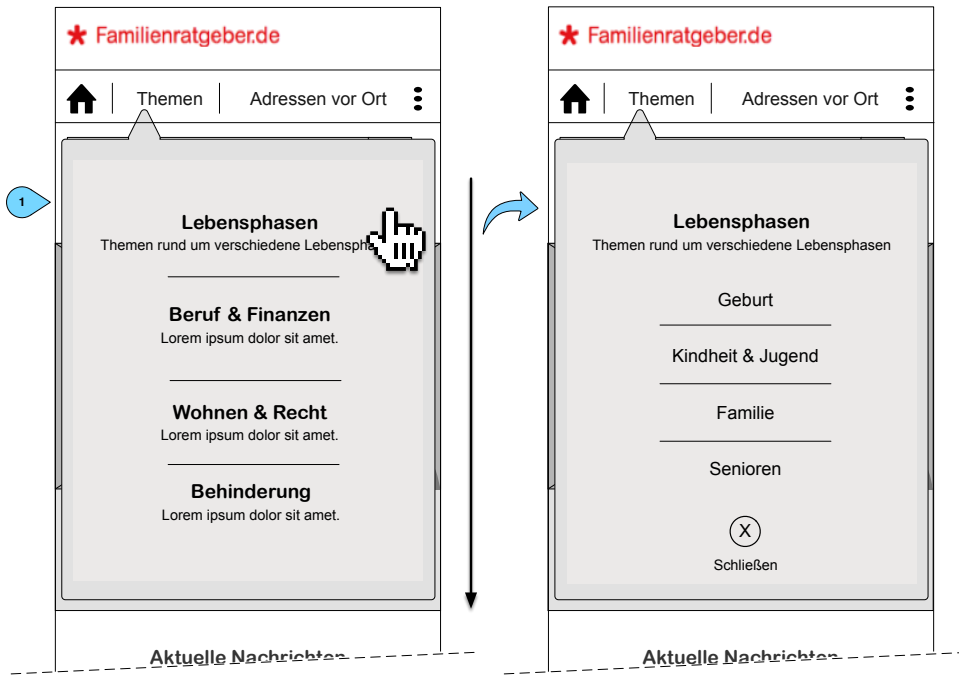 Familienratgeber.de
Themen
Adressen vor Ort
1
Lebensphasen
Themen rund um verschiedene
Beruf & Finanzen
Lorem ipsum dolor sit amet.
Wohnen & Recht
Lorem ipsum dolor sit amet.
Behinderung
Lorem ipsum dolor sit amet.
Aktuelle Nachrichten
Familienratgeber.de
Themen
Adressen vor Ort
Lebensphasen
Themen rund um verschiedene Lebensphasen
Geburt
Kindheit & Jugend
Familie
Senioren
X
Schließen
Aktuelle Nachrichten